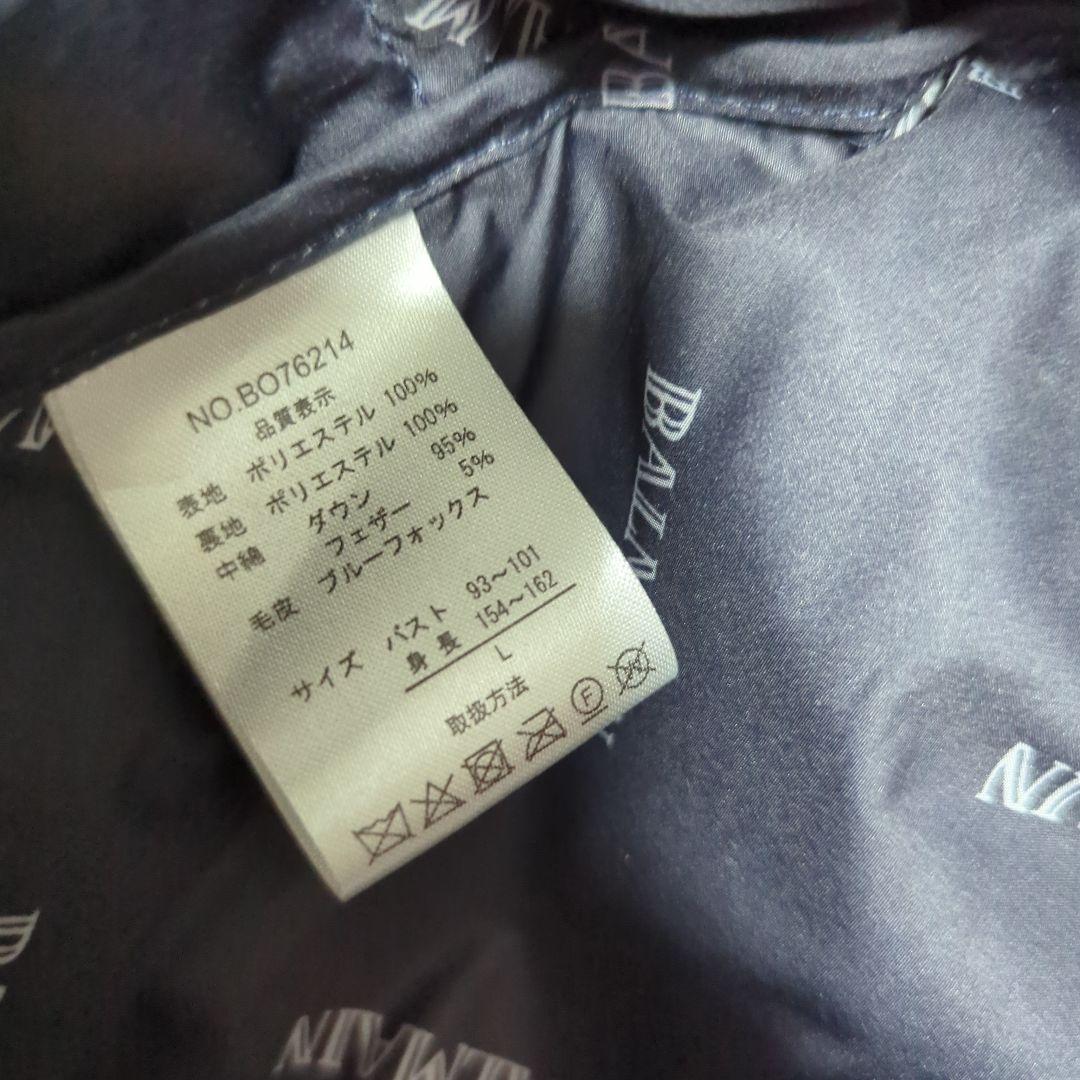 NO.BO76214
品質表示
表地 ポリエステル 100%
裏地 ポリエステル 100%
中綿 ダウン 95%
フェザー 5%
毛皮 ブルーフォックス
サイズ バスト 93〜101
身長 154〜162
L
取扱方法
F
W
BA
BALM